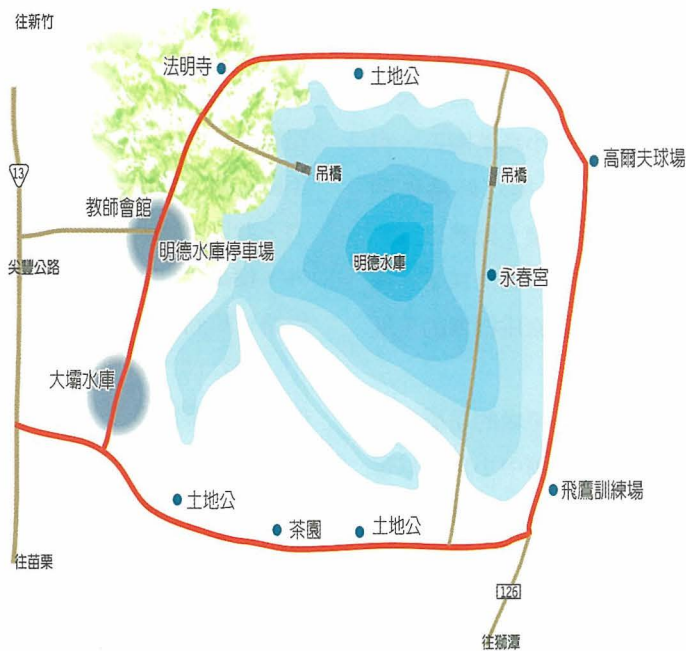 往新竹
法明寺
土地公
高爾夫球場
13
吊橋
吊橋
教師會館
明德水庫停車場
尖豐公路
明德水庫
永春宮
大壩水庫
土地公
茶園
土地公
飛鷹訓練場
往苗栗
126
往獅潭